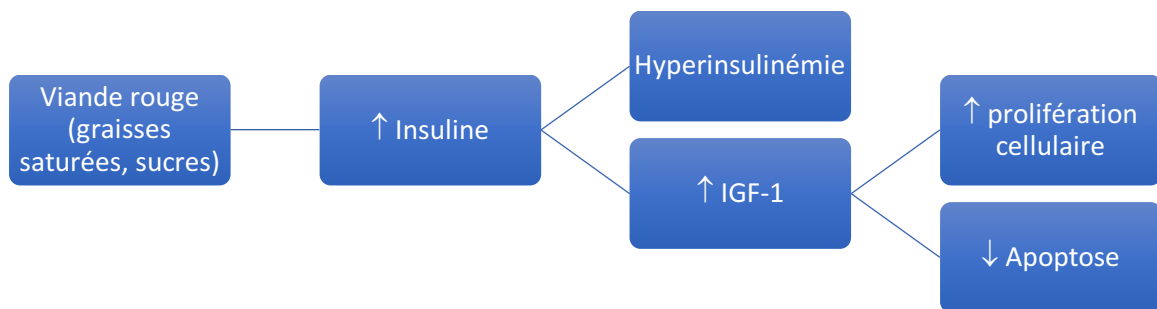 Viande rouge
(graisses
saturées, sucres)
↑ Insuline
Hyperinsulinémie
↑ IGF-1
↑ prolifération
cellulaire
↓ Apoptose